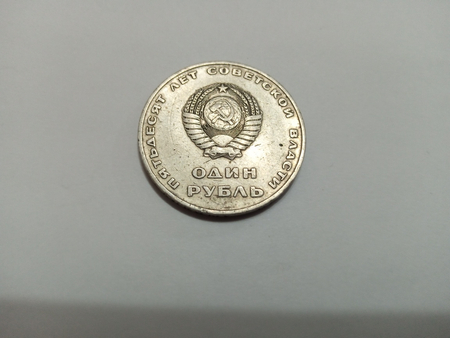 ПЯТЬДЕСЯТ ЛЕТ СОВЕТСКОЙ ВЛАСТИ
ОДИН
РУБЛЬ